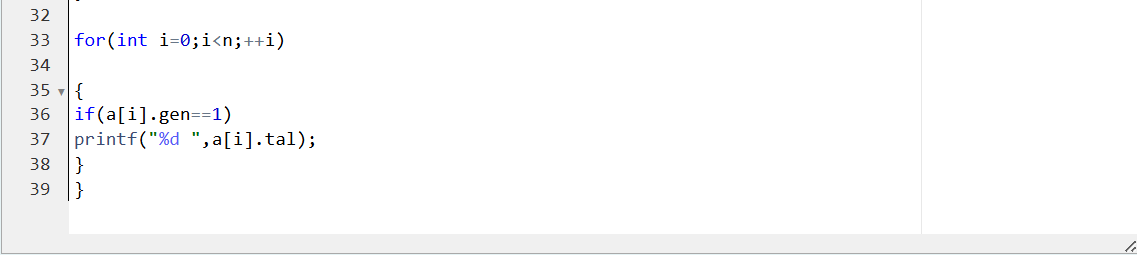 32
33 for(int i=0;i<n;++i)
34
35 {
36 if(a[i].gen==1)
37 printf("%d ",a[i].tal);
38 }
39 }